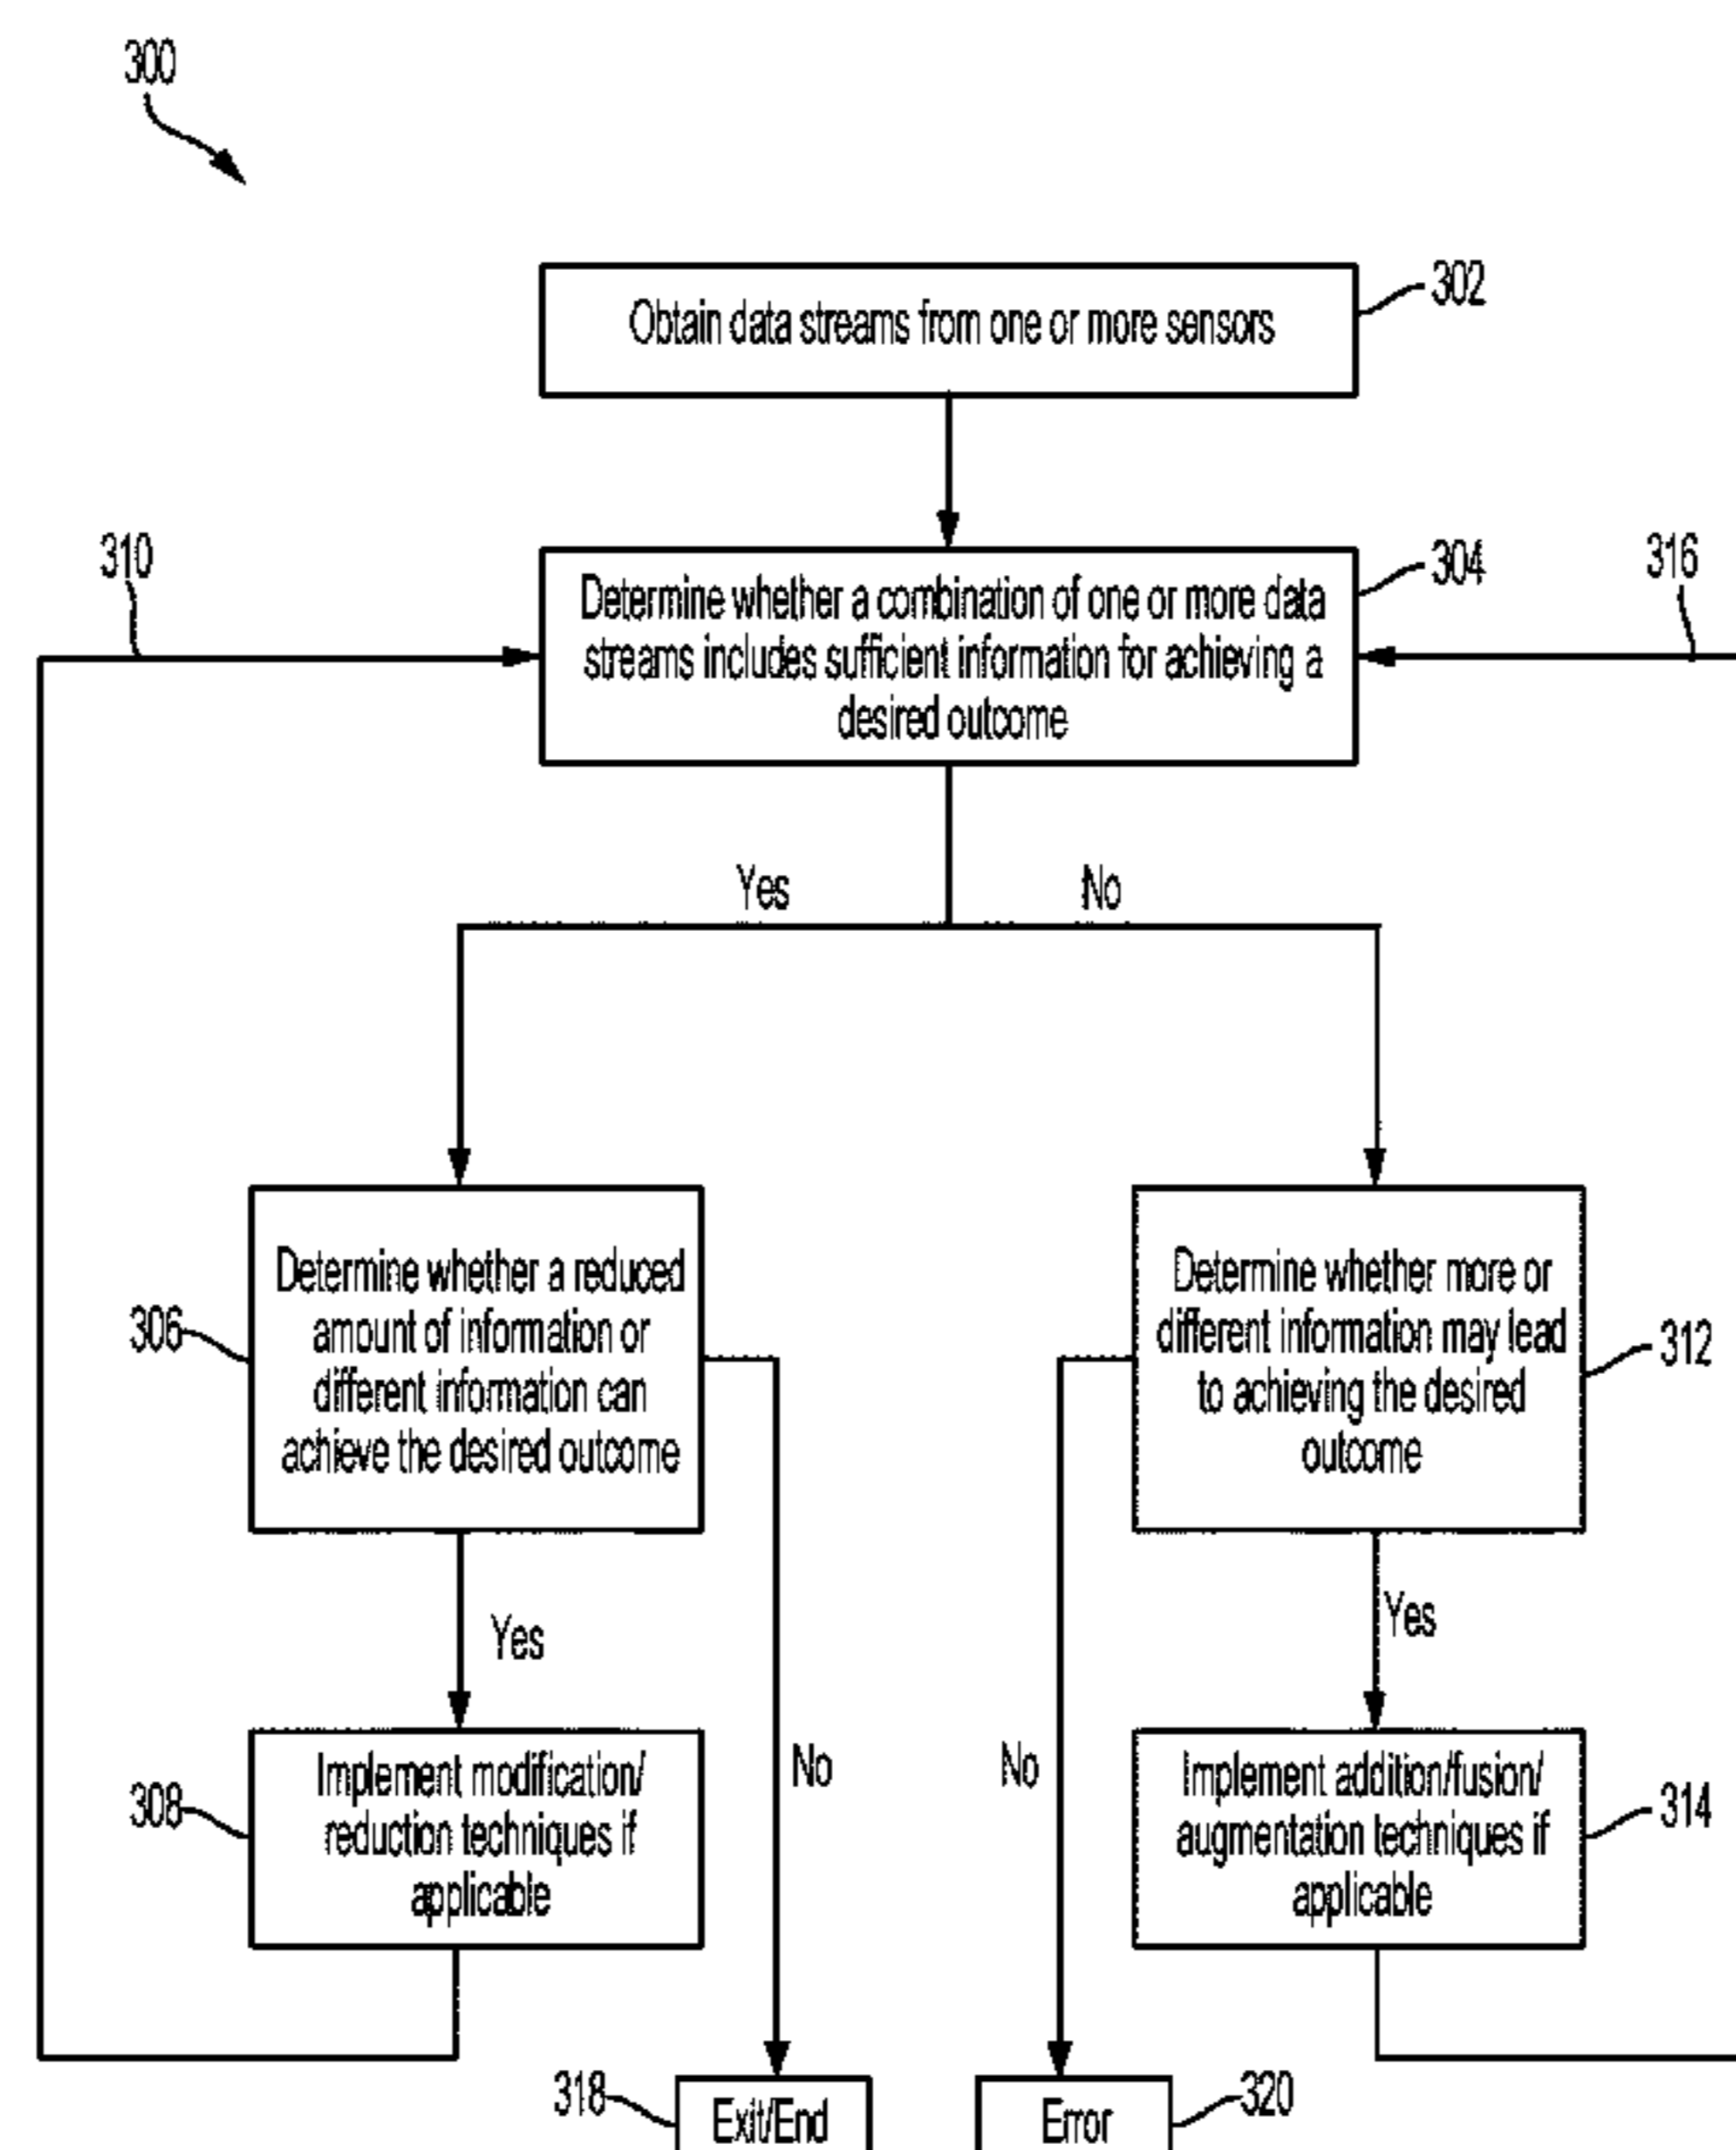 300
Obtain data streams from one or more sensors
302
310
Determine whether a combination of one or more data
streams includes sufficient information for achieving a
desired outcome
304
316
Yes
No
306
Determine whether a reduced
amount of information or
different information can
achieve the desired outcome
Determine whether more or
different information may lead
to achieving the desired
outcome
312
Yes
Yes
308
Implement modification/
reduction techniques if
applicable
No
No
Implement addition/fusion/
augmentation techniques if
applicable
314
318
Exit/End
Error
320